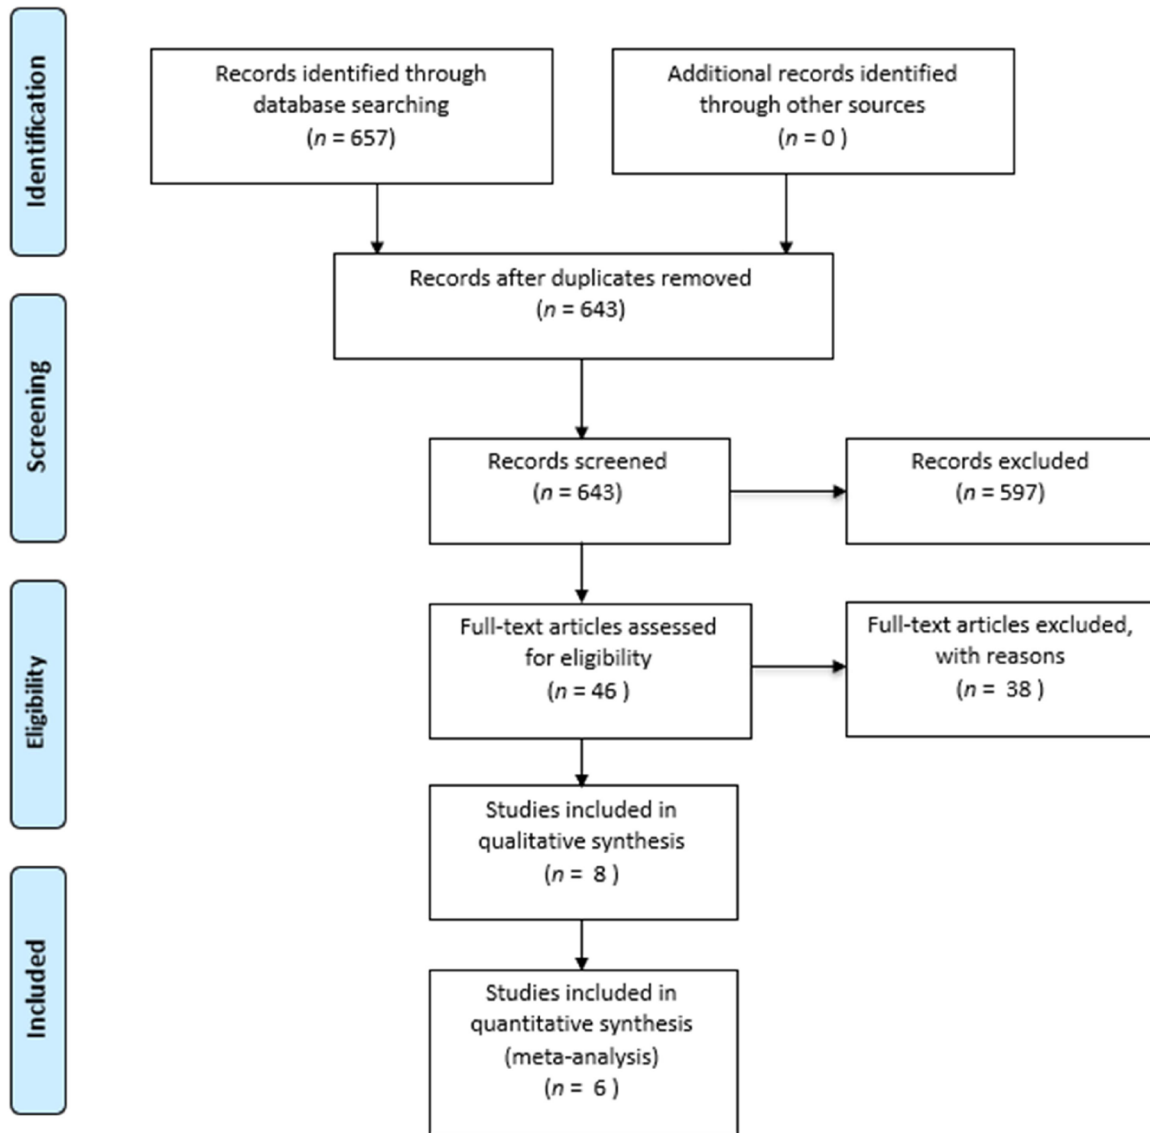 Identification
Records identified through
database searching
(n = 657)
Additional records identified
through other sources
(n = 0 )
Records after duplicates removed
(n = 643)
Screening
Records screened
(n = 643)
Records excluded
(n = 597)
Eligibility
Full-text articles assessed
for eligibility
(n = 46 )
Full-text articles excluded,
with reasons
(n = 38 )
Studies included in
qualitative synthesis
(n = 8 )
Included
Studies included in
quantitative synthesis
(meta-analysis)
(n = 6 )